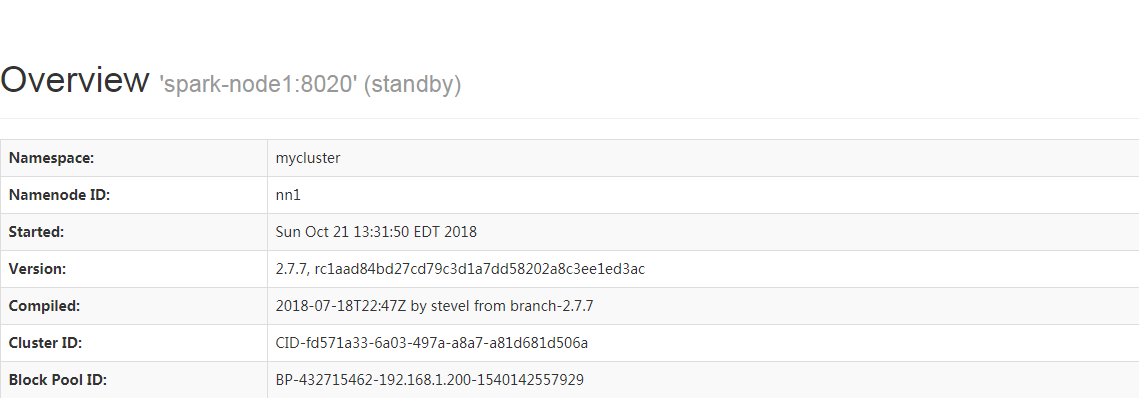 Overview 'spark-node1:8020' (standby)
Namespace: mycluster
Namenode ID: nn1
Started: Sun Oct 21 13:31:50 EDT 2018
Version: 2.7.7, rc1aad84bd27cd79c3d1a7dd58202a8c3ee1ed3ac
Compiled: 2018-07-18T22:47Z by stevel from branch-2.7.7
Cluster ID: CID-fd571a33-6a03-497a-a8a7-a81d681d506a
Block Pool ID: BP-432715462-192.168.1.200-1540142557929